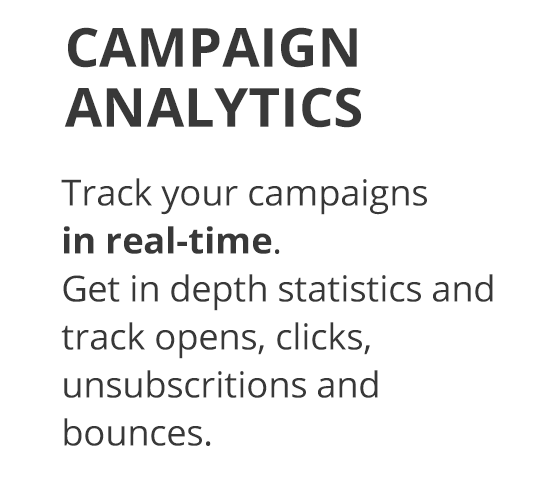 CAMPAIGN
ANALYTICS
Track your campaigns
in real-time.
Get in depth statistics and
track opens, clicks,
unsubscritions and
bounces.